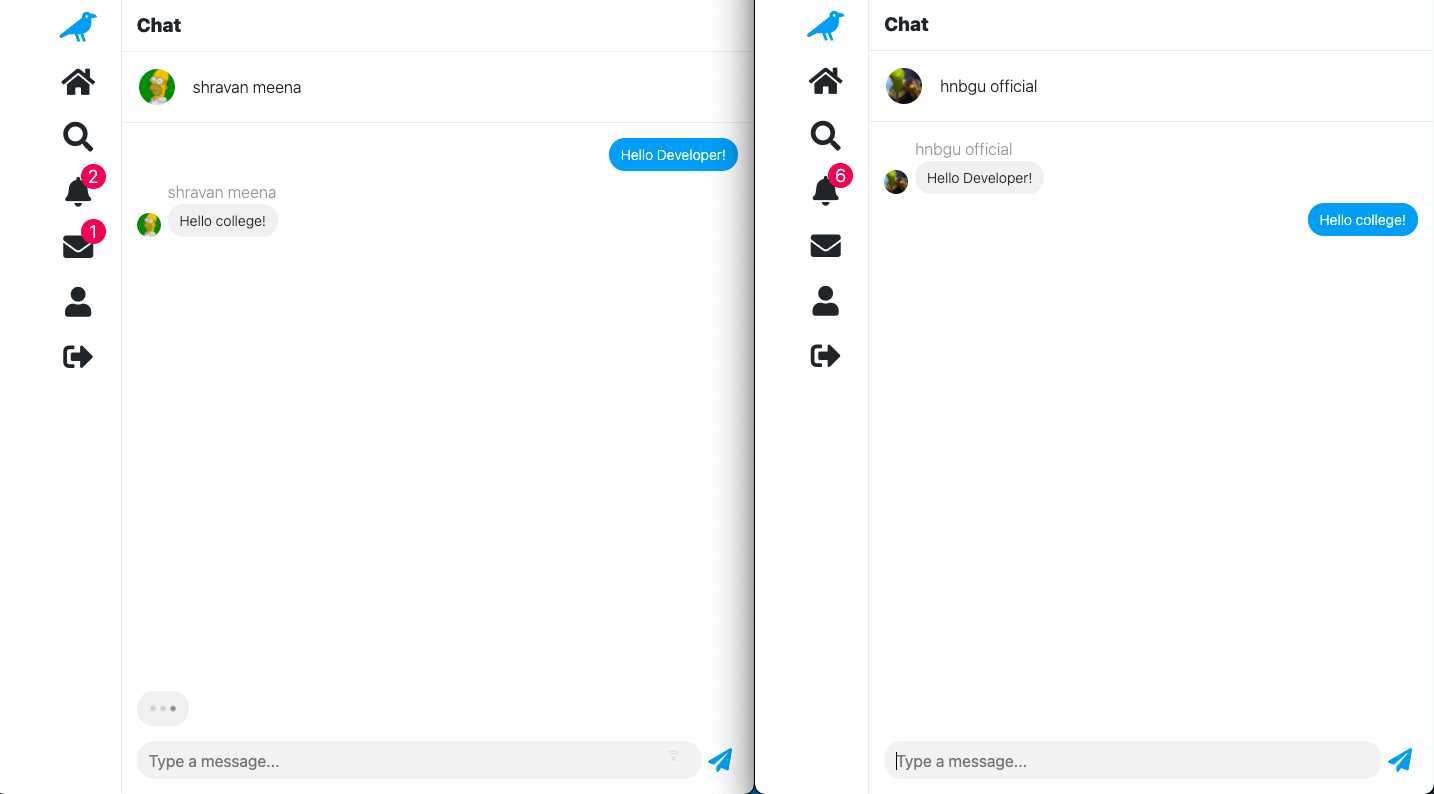 Chat
shravan meena
Hello Developer!
shravan meena
Hello college!
2
1
Type a message...
Chat
hnbgu official
hnbgu official
Hello Developer!
Hello college!
6
Type a message...